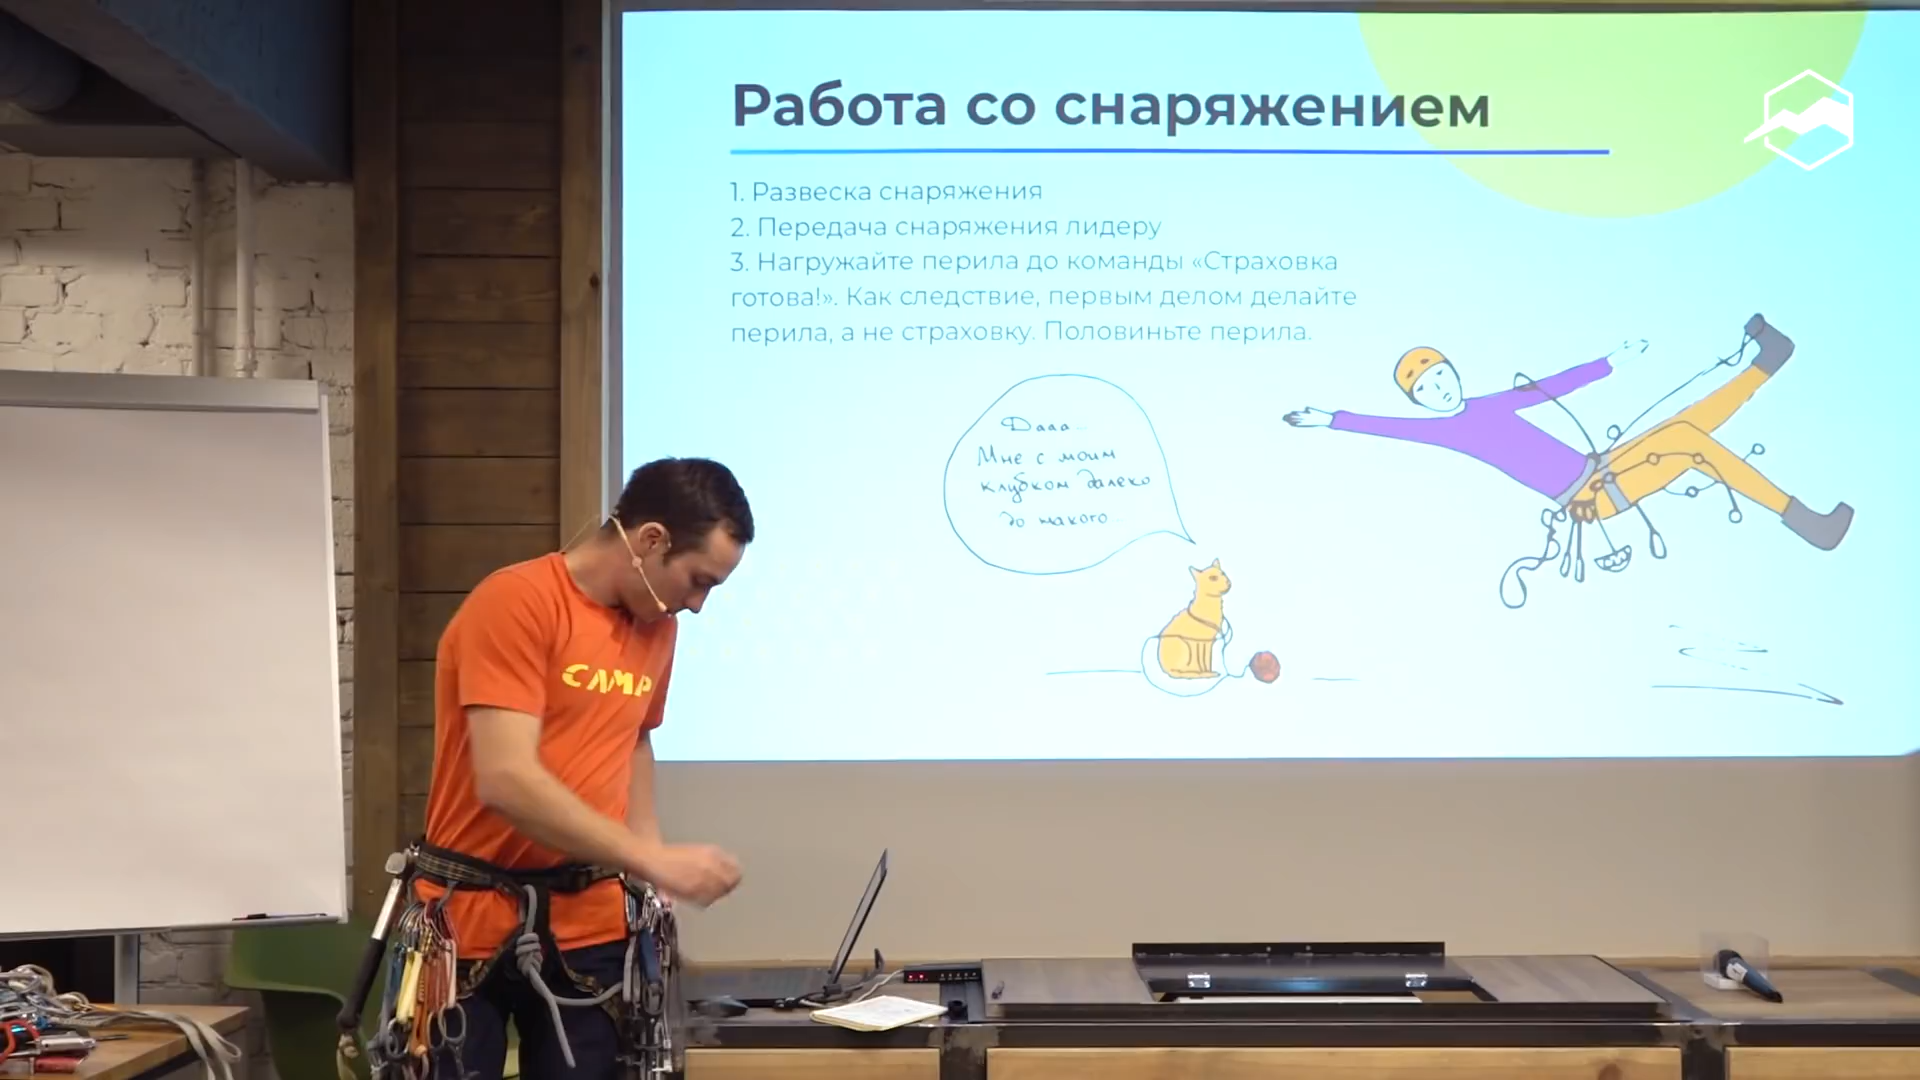 Работа со снаряжением
1. Развеска снаряжения
2. Передача снаряжения лидеру
3. Нагружайте перила до команды «Страховка
готова!». Как следствие, первым делом делайте
перила, а не страховку. Половиньте перила.
Дааа...
Мне с моим
клубком далеко
до такого...
CAMP